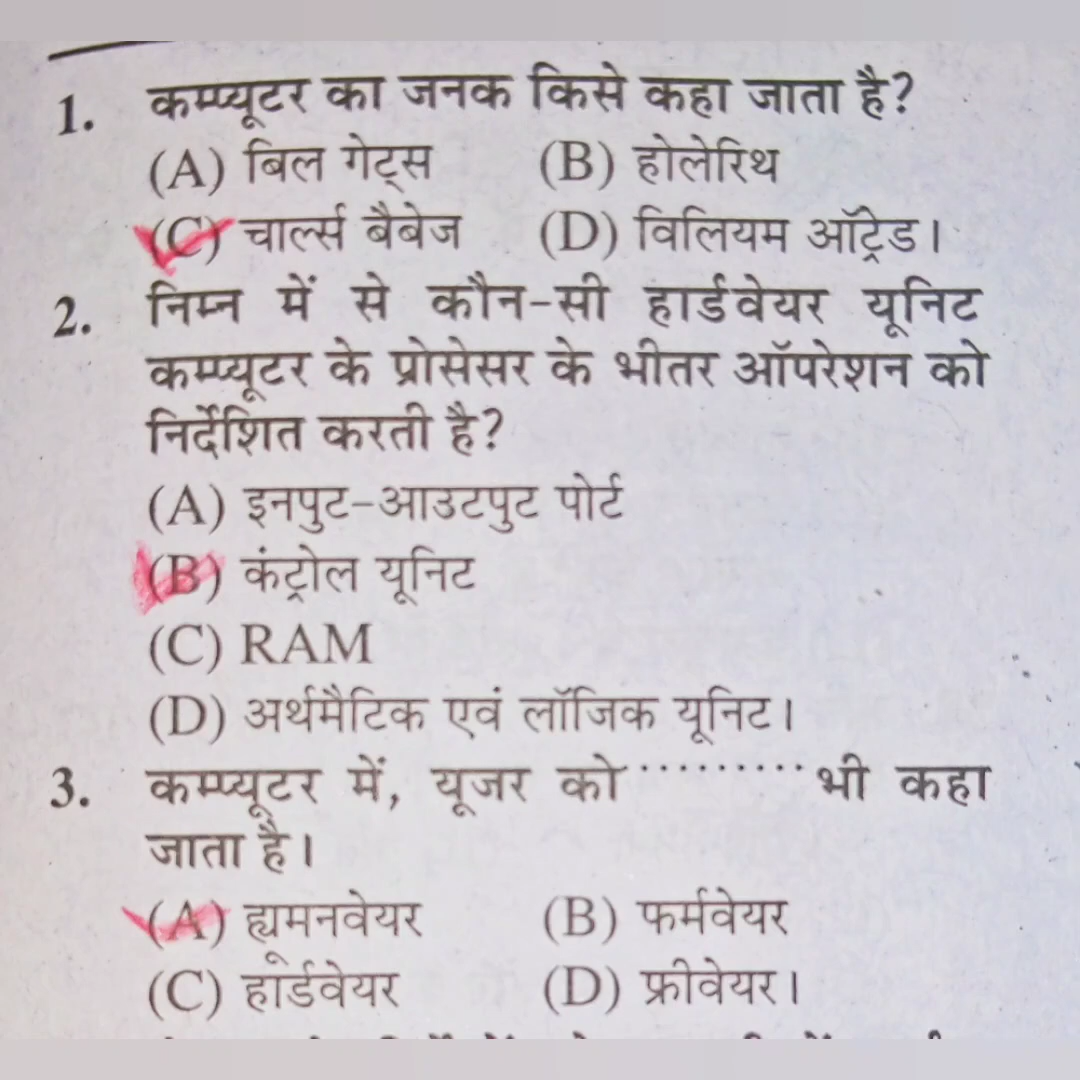 1. कम्प्यूटर का जनक किसे कहा जाता है?
(A) बिल गेट्स (B) होलेरिथ
(C) चार्ल्स बैबेज (D) विलियम ऑट्रेड।
2. निम्न में से कौन-सी हार्डवेयर यूनिट
कम्प्यूटर के प्रोसेसर के भीतर ऑपरेशन को
निर्देशित करती है?
(A) इनपुट-आउटपुट पोर्ट
(B) कंट्रोल यूनिट
(C) RAM
(D) अर्थमैटिक एवं लॉजिक यूनिट।
3. कम्प्यूटर में, यूजर को ········· भी कहा
जाता है।
(A) ह्यूमनवेयर (B) फर्मवेयर
(C) हार्डवेयर (D) फ्रीवेयर।